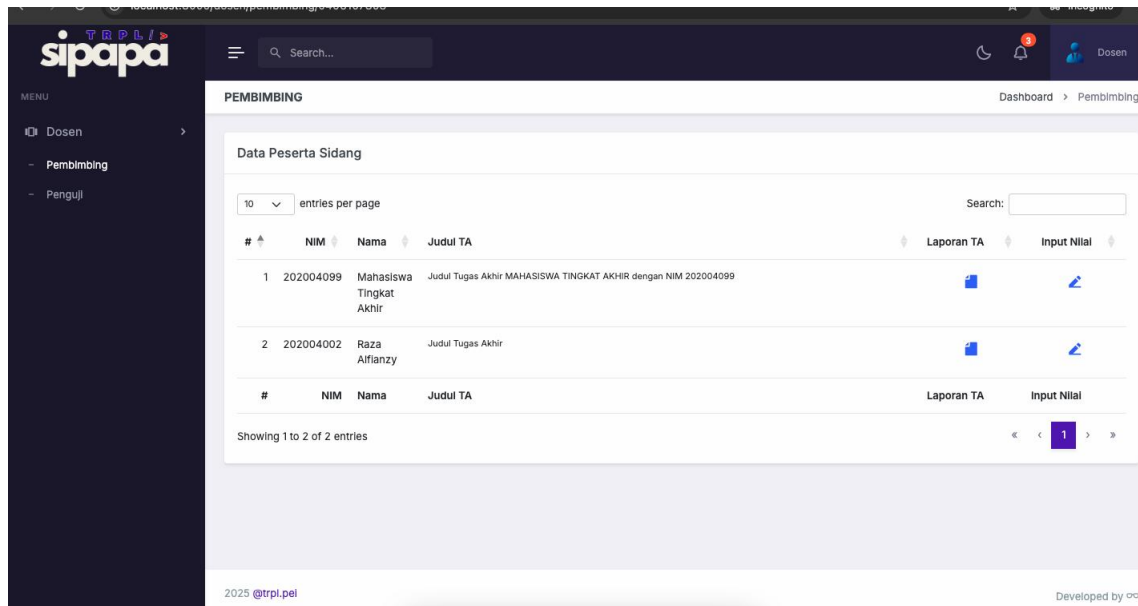 TRPL/>
sipapa
Search...
3
Dosen
MENU
Dosen
Pembimbing
Penguji
PEMBIMBING
Dashboard > Pembimbing
Data Peserta Sidang
10 entries per page
Search:
# NIM Nama Judul TA Laporan TA Input Nilai
1 202004099 Mahasiswa Tingkat Akhir Judul Tugas Akhir MAHASISWA TINGKAT AKHIR dengan NIM 202004099
2 202004002 Raza Alfianzy Judul Tugas Akhir
# NIM Nama Judul TA Laporan TA Input Nilai
Showing 1 to 2 of 2 entries
« ‹ 1 › »
2025 @trpl.pei
Developed by